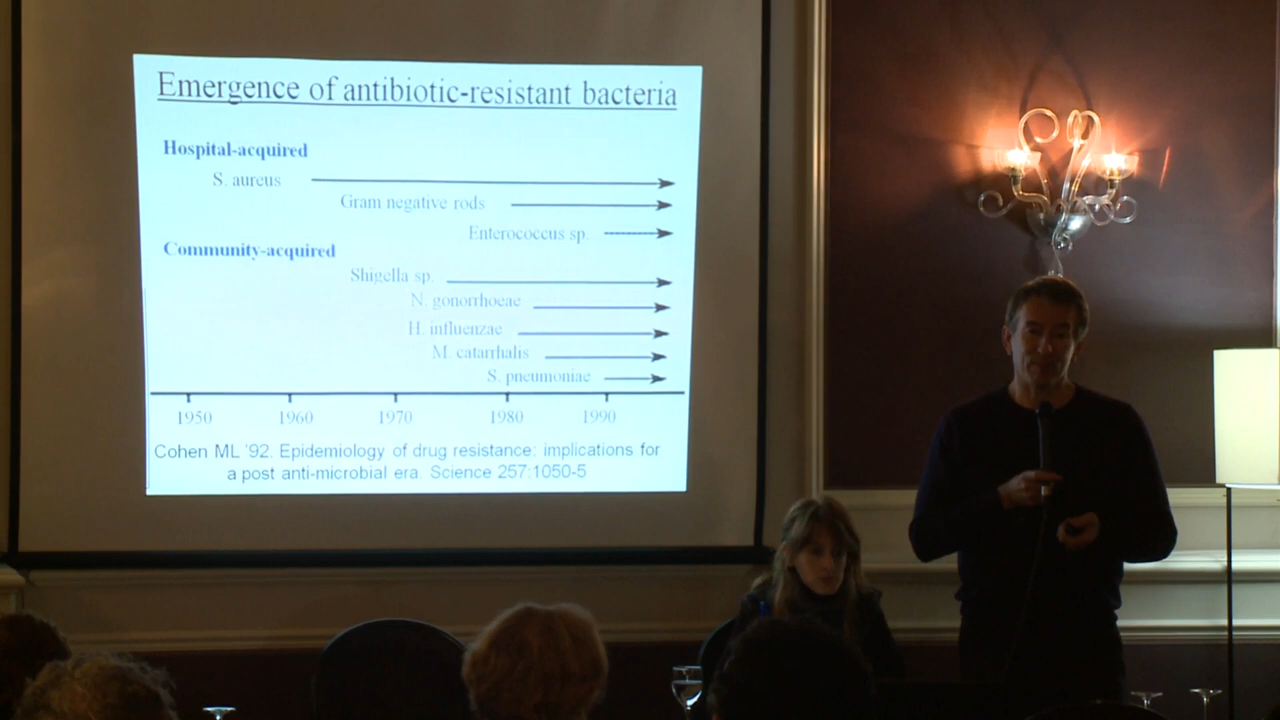 Emergence of antibiotic-resistant bacteria
Hospital-acquired
S. aureus
Gram negative rods
Enterococcus sp.
Community-acquired
Shigella sp.
N. gonorrhoeae
H. influenzae
M. catarrhalis
S. pneumoniae
1950 1960 1970 1980 1990
Cohen ML '92. Epidemiology of drug resistance: implications for
a post anti-microbial era. Science 257:1050-5